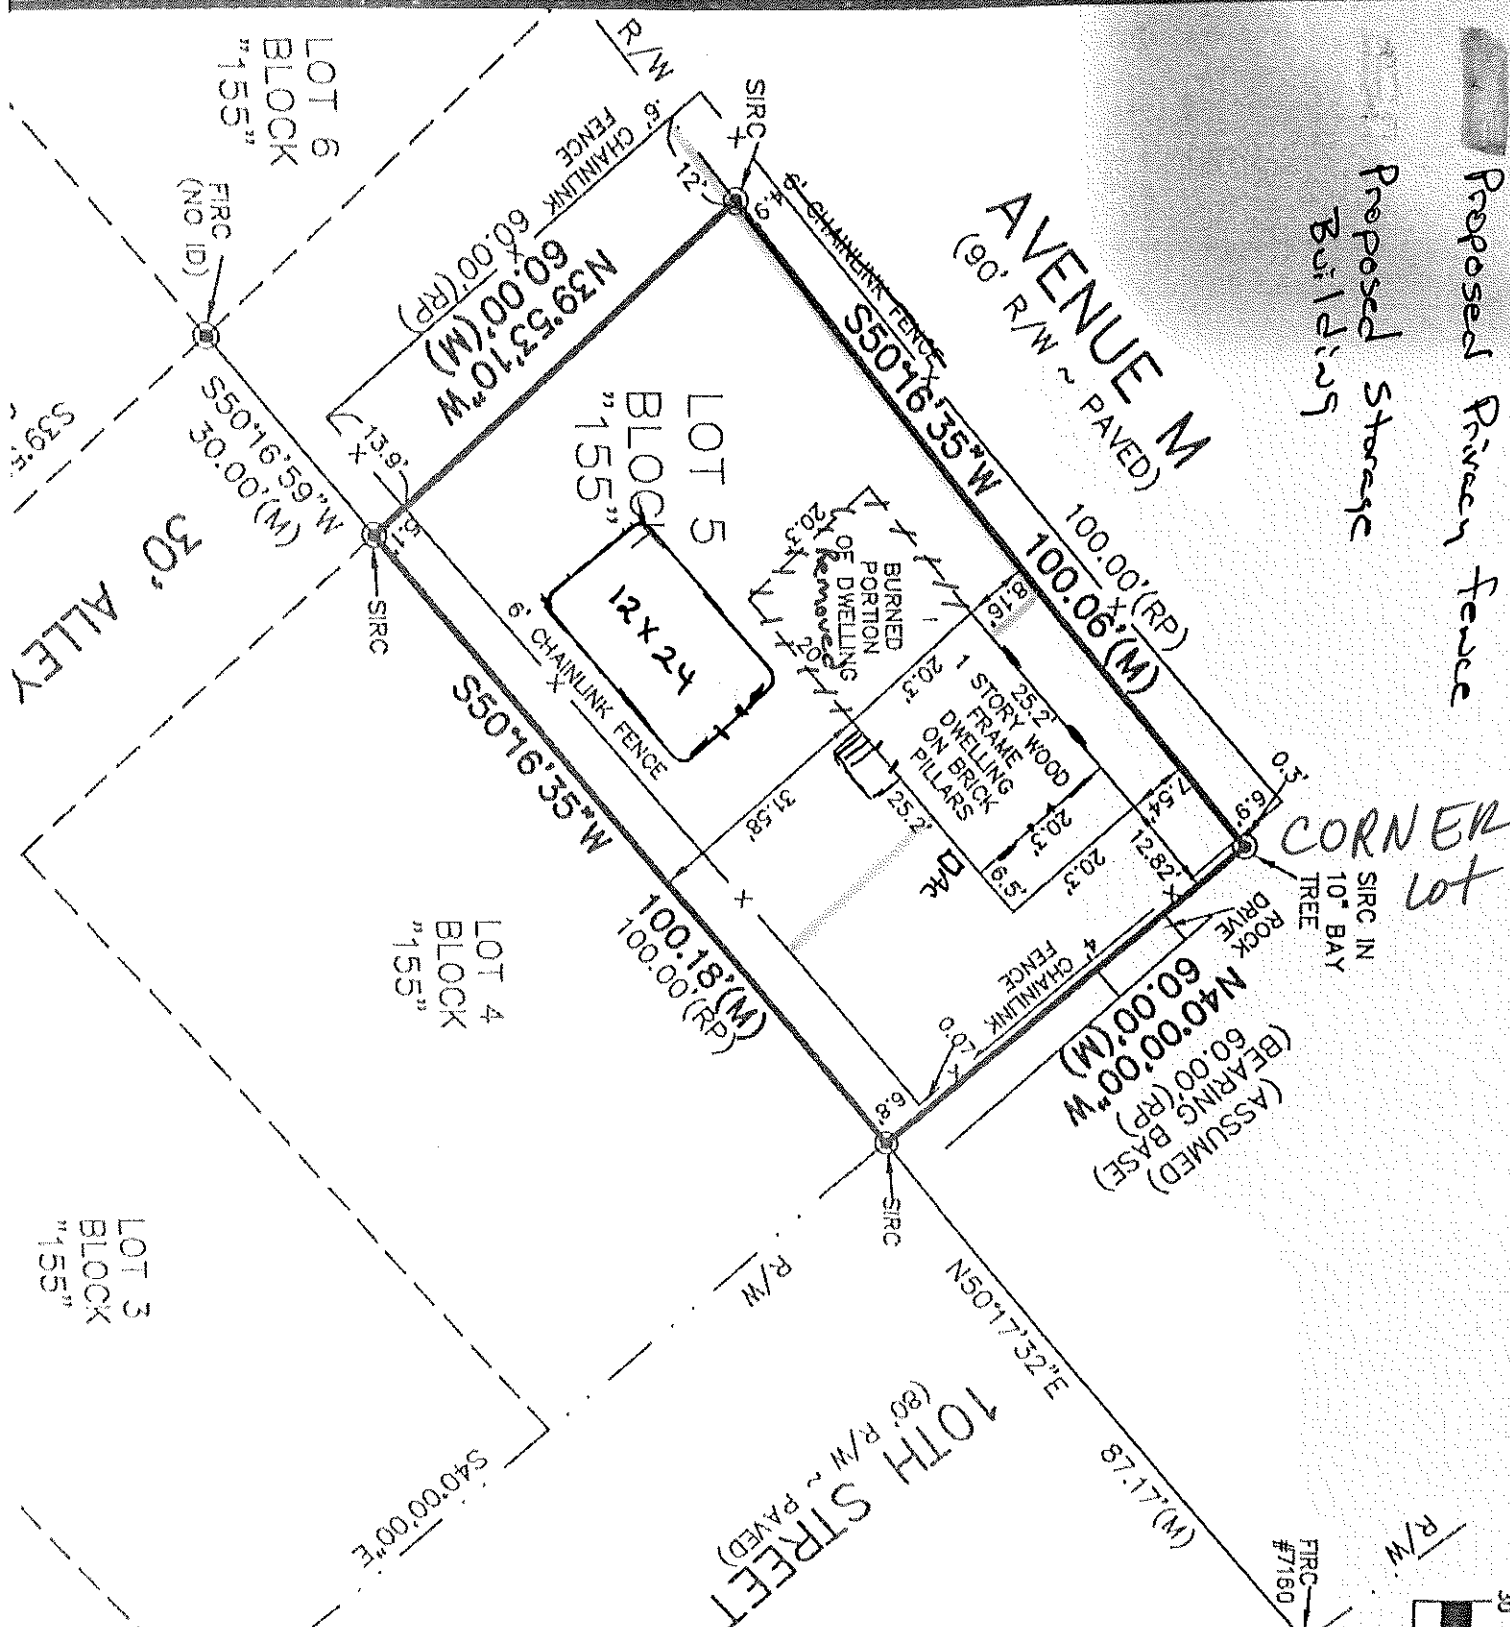 Proposed Privacy fence
Proposed Storage
Building
LOT 6
BLOCK
"155"
R/W
SIRC
6' CHAINLINK
FENCE
12'
4.9'
6' CHAINLINK FENCE
AVENUE M
(90' R/W ~ PAVED)
S50°16'35"W
100.06'(M)
100.00'(RP)
N39°53'10"W
60.00'(M)
60.00'(RP)
FIRC
(NO ID)
S50°16'59"W
30.00'(M)
13.9'
6.1'
SIRC
30' ALLEY
LOT 5
BLOCK
"155"
BURNED
PORTION
OF DWELLING
Removed
20.3'
20'
8.16'
20.3'
1 STORY WOOD
FRAME
DWELLING
ON BRICK
PILLARS
25.2'
25.2'
20.3'
20.3'
6.5'
7.54'
12.82'
6.9'
0.3'
AC
31.58'
12 x 24
6' CHAINLINK FENCE
S50°16'35"W
100.18'(M)
100.00'(RP)
CORNER
Lot
SIRC IN
10" BAY
TREE
ROCK
DRIVE
4' CHAINLINK
FENCE
0.07'
6.8'
N40°00'00"W
60.00'(M)
60.00'(RP)
(BEARING BASE)
(ASSUMED)
SIRC
LOT 4
BLOCK
"155"
LOT 3
BLOCK
"155"
R/W
N50°17'32"E
87.17'(M)
10TH STREET
(80' R/W ~ PAVED)
S40°00'00"E
FIRC
#7160
R/W
30